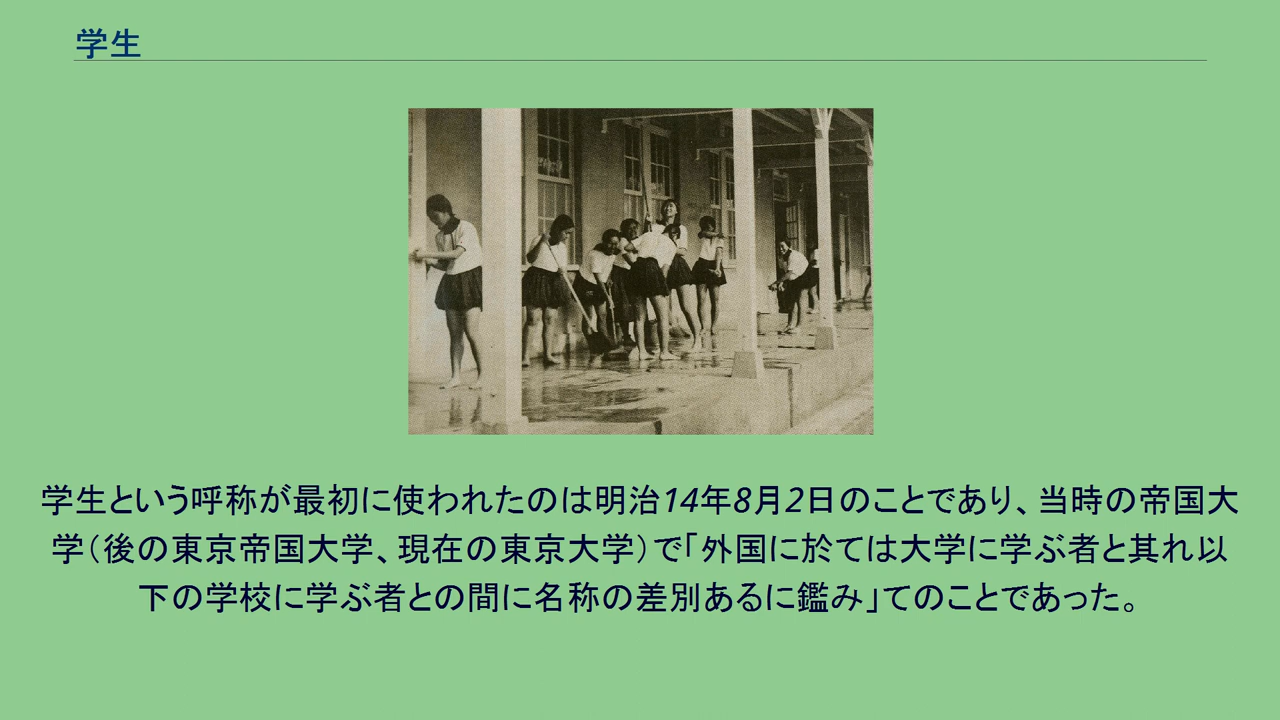 学生
学生という呼称が最初に使われたのは明治14年8月2日のことであり、当時の帝国大
学（後の東京帝国大学、現在の東京大学）で「外国に於ては大学に学ぶ者と其れ以
下の学校に学ぶ者との間に名称の差別あるに鑑み」てのことであった。